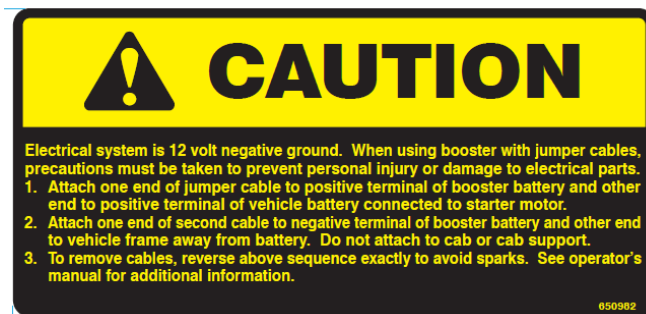 CAUTION
Electrical system is 12 volt negative ground.  When using booster with jumper cables,
precautions must be taken to prevent personal injury or damage to electrical parts.
1.  Attach one end of jumper cable to positive terminal of booster battery and other
end to positive terminal of vehicle battery connected to starter motor.
2.  Attach one end of second cable to negative terminal of booster battery and other end
to vehicle frame away from battery.  Do not attach to cab or cab support.
3.  To remove cables, reverse above sequence exactly to avoid sparks.  See operator's
manual for additional information.
650982